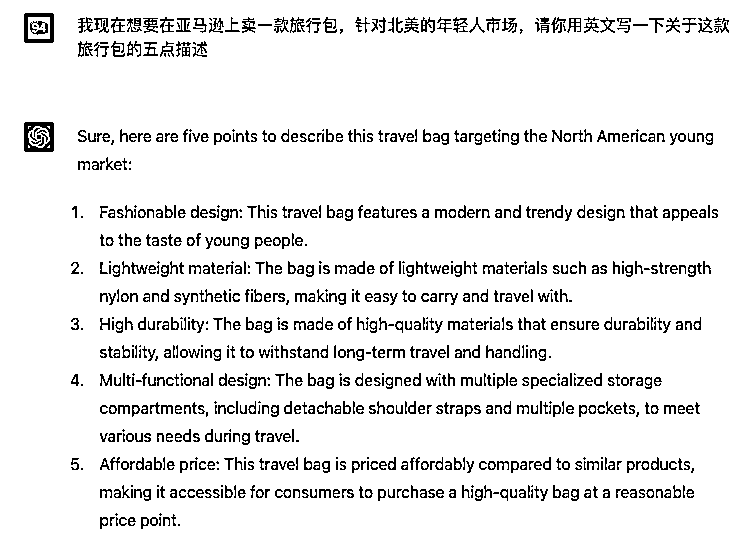 我现在想要在亚马逊上卖一款旅行包，针对北美的年轻人市场，请你用英文写一下关于这款
旅行包的五点描述
Sure, here are five points to describe this travel bag targeting the North American young
market:
1. Fashionable design: This travel bag features a modern and trendy design that appeals
to the taste of young people.
2. Lightweight material: The bag is made of lightweight materials such as high-strength
nylon and synthetic fibers, making it easy to carry and travel with.
3. High durability: The bag is made of high-quality materials that ensure durability and
stability, allowing it to withstand long-term travel and handling.
4. Multi-functional design: The bag is designed with multiple specialized storage
compartments, including detachable shoulder straps and multiple pockets, to meet
various needs during travel.
5. Affordable price: This travel bag is priced affordably compared to similar products,
making it accessible for consumers to purchase a high-quality bag at a reasonable
price point.